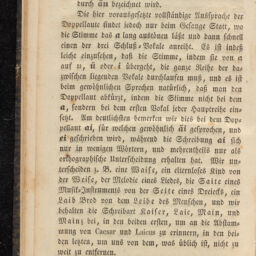 durch ām bezeichnet wird.
Die hier vorausgesetzte vollständige Aussprache der
Doppellaute findet jedoch nur beim Gesange Statt, wo
die Stimme das a lang austönen läßt und dann schnell
einen der drei Schluß-Vokale anreiht. Es ist indeß
leicht einzusehen, daß die Stimme, indem sie von a
auf u, ü oder i übergeht, die ganze Reihe der da-
zwischen liegenden Vokale durchlaufen muß, und es ist
beim gewöhnlichen Sprechen natürlich, daß man den
Doppellaut abkürzt, indem die Stimme nicht bei dem
a, sondern bei dem ersten Vokal jeder Hauptreihe ein-
setzt. Am deutlichsten bemerken wir dies bei dem Dop-
pellaut ai, für welchen gewöhnlich äi gesprochen, und
ei geschrieben wird, während die Schreibung ai sich
nur in wenigen Wörtern, und mehrentheils nur als
orthographische Unterscheidung erhalten hat. Wir un-
terscheiden z. B. eine Waise, ein elternloses Kind von
der Weise, der Melodie eines Liedes, die Saite eines
Musik-Instruments von der Seite eines Dreiecks, ein
Laib Brod von dem Leibe des Menschen, und wir
behalten die Schreibart Kaiser, Laie, Main, und
Mainz bei, in den beiden ersten, um an die Abstam-
mung von Caesar und Laicus zu erinnern, in den bei-
den letzten, um uns von dem, was üblich ist, nicht zu
weit zu entfernen.